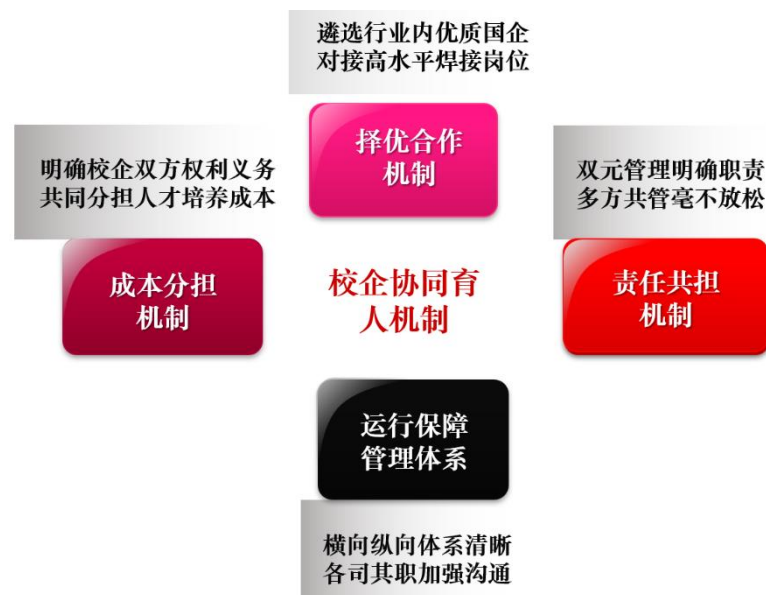 遴选行业内优质国企
对接高水平焊接岗位
择优合作
机制
明确校企双方权利义务
共同分担人才培养成本
成本分担
机制
校企协同育
人机制
双元管理明确职责
多方共管毫不放松
责任共担
机制
运行保障
管理体系
横向纵向体系清晰
各司其职加强沟通